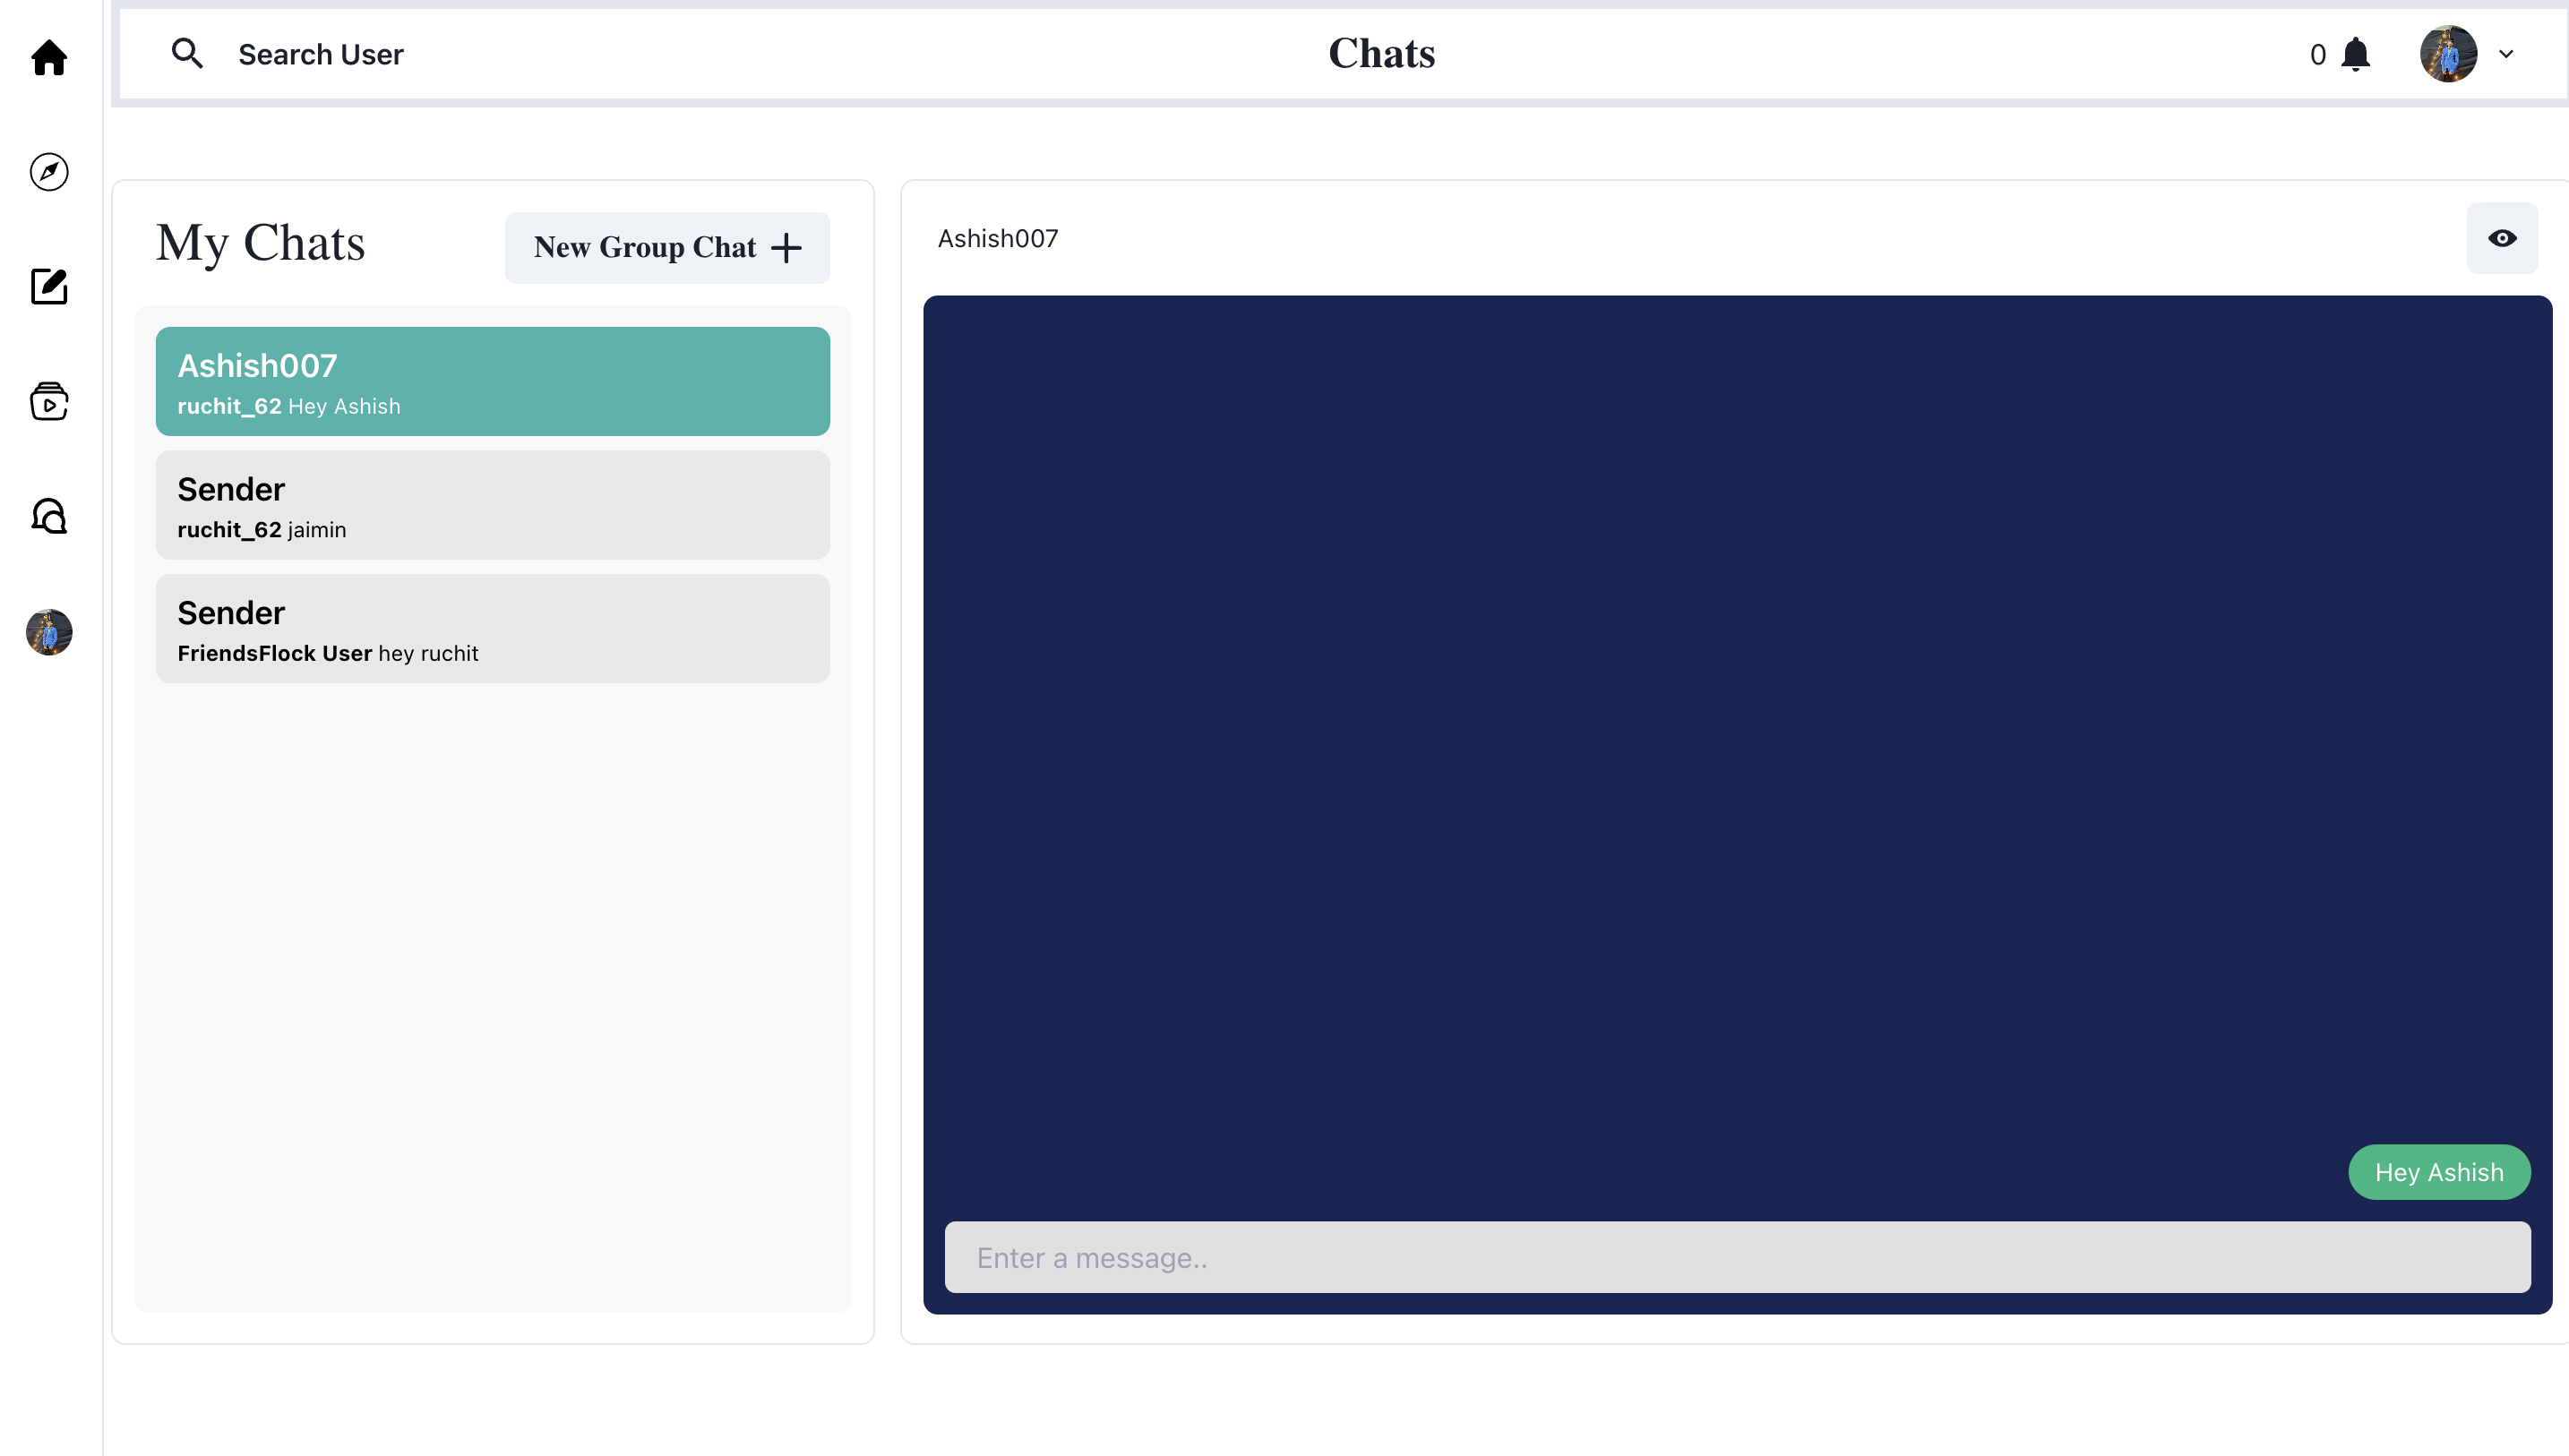 Search User
Chats
0
My Chats
New Group Chat
Ashish007
ruchit_62 Hey Ashish
Sender
ruchit_62 jaimin
Sender
FriendsFlock User hey ruchit
Ashish007
Hey Ashish
Enter a message..